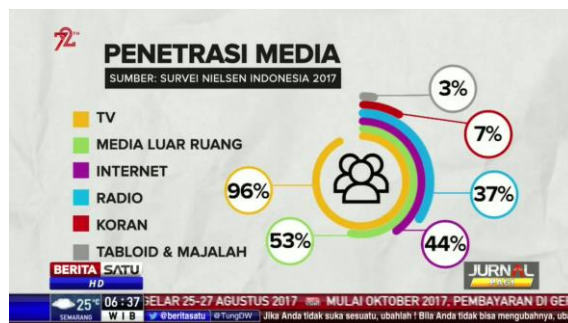 72TH
PENETRASI MEDIA
SUMBER: SURVEI NIELSEN INDONESIA 2017
TV
MEDIA LUAR RUANG
INTERNET
RADIO
KORAN
TABLOID & MAJALAH
3%
7%
37%
44%
53%
96%
BERITA SATU
HD
JURNAL
25°
SEMARANG
06:37
WIB
GELAR 25-27 AGUSTUS 2017
MULAI OKTOBER 2017, PEMBAYARAN DI
@beritasatu
@TungDW
Jika Anda tidak suka sesuatu, ubahlah ! Bila Anda tidak bisa mengubahnya,